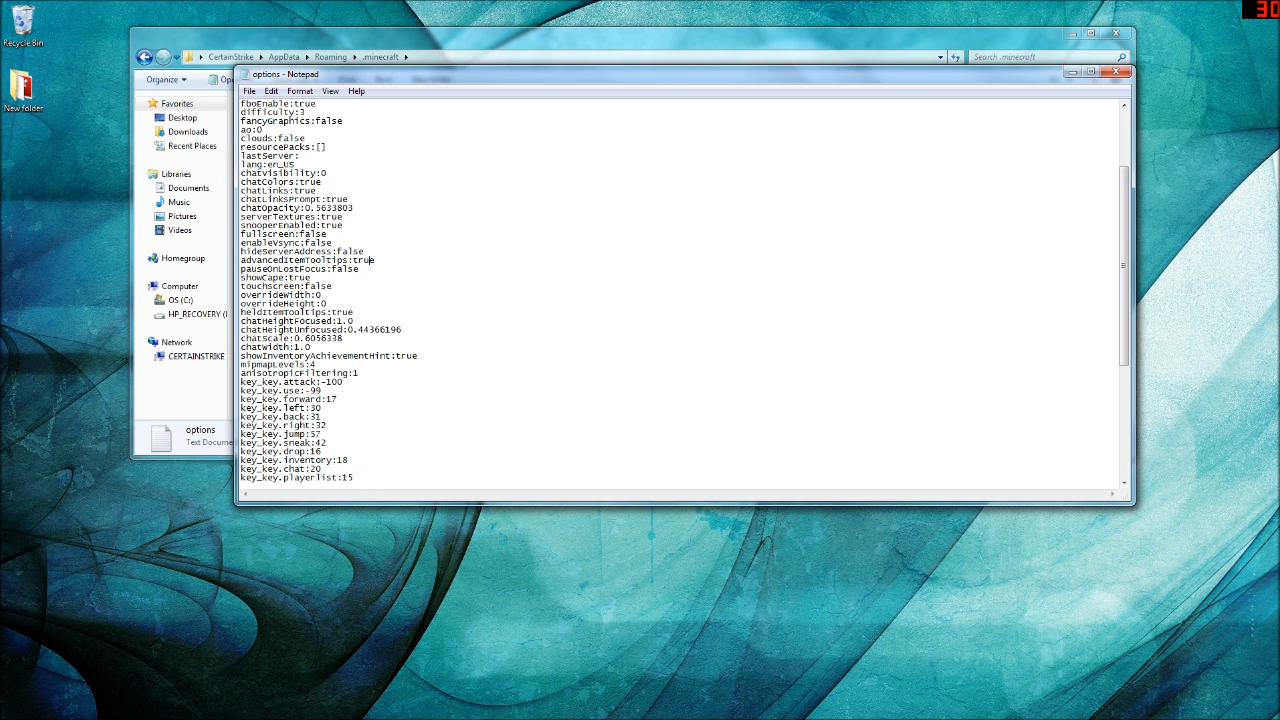 30
Recycle Bin
New folder
CertainStrike
AppData
Roaming
.minecraft
Search .minecraft
Organize
Favorites
Desktop
Downloads
Recent Places
Libraries
Documents
Music
Pictures
Videos
Homegroup
Computer
OS (C:)
HP_RECOVERY (
Network
CERTAINSTRIKE
options
Text Docume
options - Notepad
File Edit Format View Help
fboEnable:true
difficulty:3
fancyGraphics:false
ao:0
clouds:false
resourcePacks:[]
lastServer:
lang:en_US
chatVisibility:0
chatColors:true
chatLinks:true
chatLinksPrompt:true
chatOpacity:0.5633803
serverTextures:true
snooperEnabled:true
fullscreen:false
enableVsync:false
hideServerAddress:false
advancedItemTooltips:true
pauseOnLostFocus:false
showCape:true
touchscreen:false
overrideWidth:0
overrideHeight:0
heldItemTooltips:true
chatHeightFocused:1.0
chatHeightUnfocused:0.44366196
chatScale:0.6056338
chatWidth:1.0
showInventoryAchievementHint:true
mipmapLevels:4
anisotropicFiltering:1
key_key.attack:-100
key_key.use:-99
key_key.forward:17
key_key.left:30
key_key.back:31
key_key.right:32
key_key.jump:57
key_key.sneak:42
key_key.drop:16
key_key.inventory:18
key_key.chat:20
key_key.playerlist:15